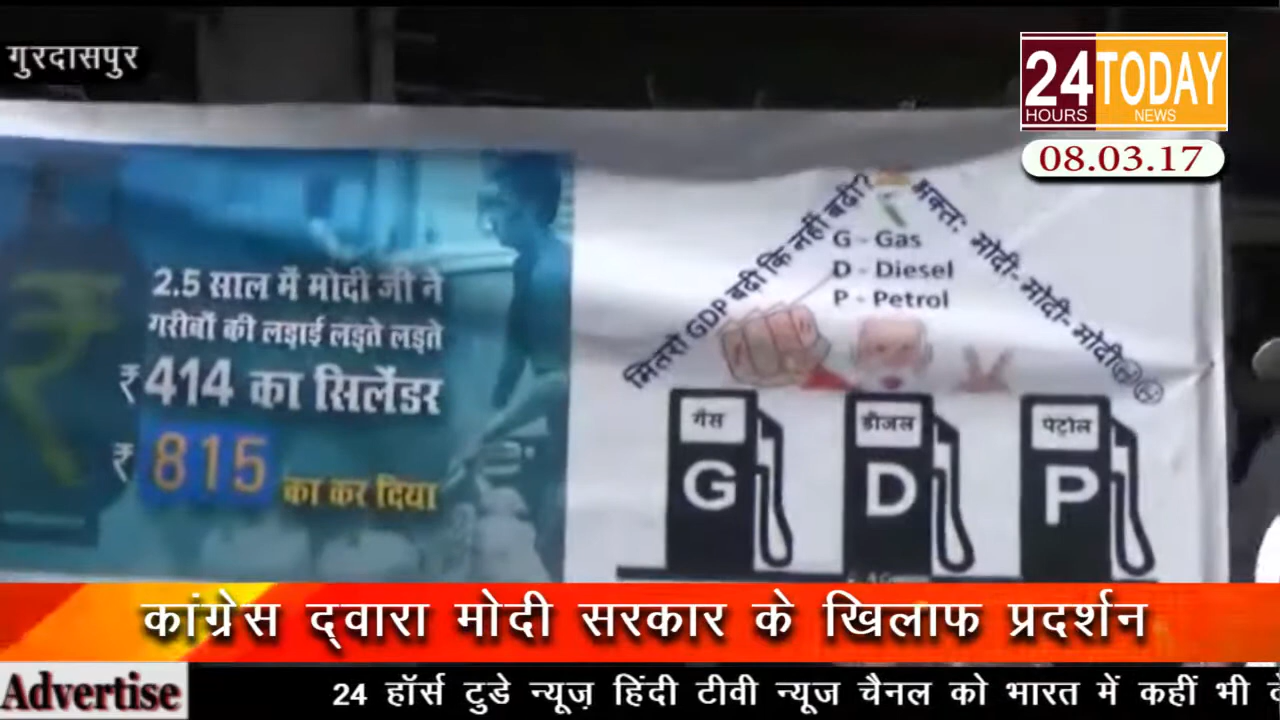 गुरदासपुर
24 TODAY
HOURS NEWS
08.03.17
2.5 साल में मोदी जी ने
गरीबों की लड़ाई लड़ते लड़ते
₹414 का सिलेंडर
₹ 815 का कर दिया
मितरो GDP बढी कि नहीं बढी?
भक्त: मोदी- मोदी- मोदी
G - Gas
D - Diesel
P - Petrol
गैस
डीजल
पेट्रोल
G D P
कांग्रेस द्वारा मोदी सरकार के खिलाफ प्रदर्शन
Advertise
24 हॉर्स टुडे न्यूज़ हिंदी टीवी न्यूज चैनल को भारत में कहीं भी